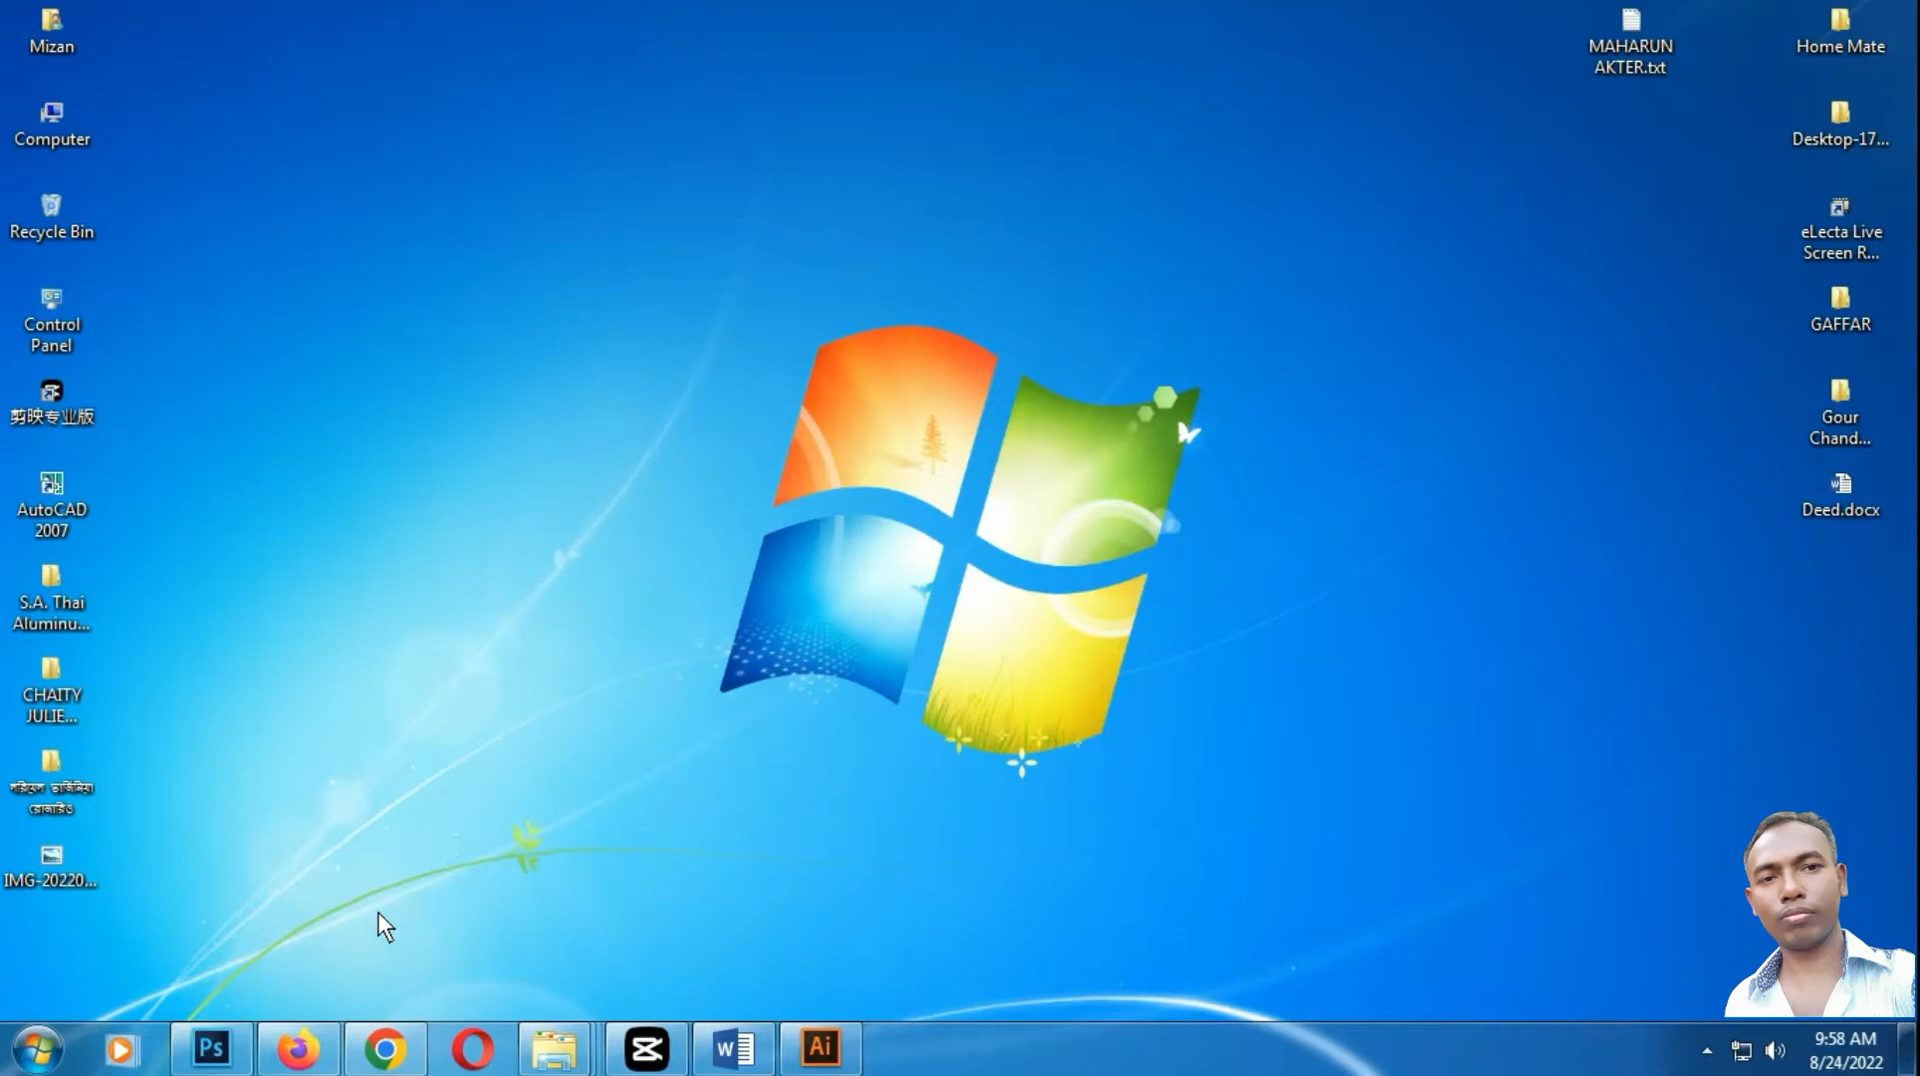 Mizan
Computer
Recycle Bin
Control
Panel
剪映专业版
AutoCAD
2007
S.A. Thai
Aluminu...
CHAITY
JULIE...
ভার্জিনিয়া
রোজারিও
IMG-20220...
MAHARUN
AKTER.txt
Home Mate
Desktop-17...
eLecta Live
Screen R...
GAFFAR
Gour
Chand...
Deed.docx
Ps
W
Ai
9:58 AM
8/24/2022